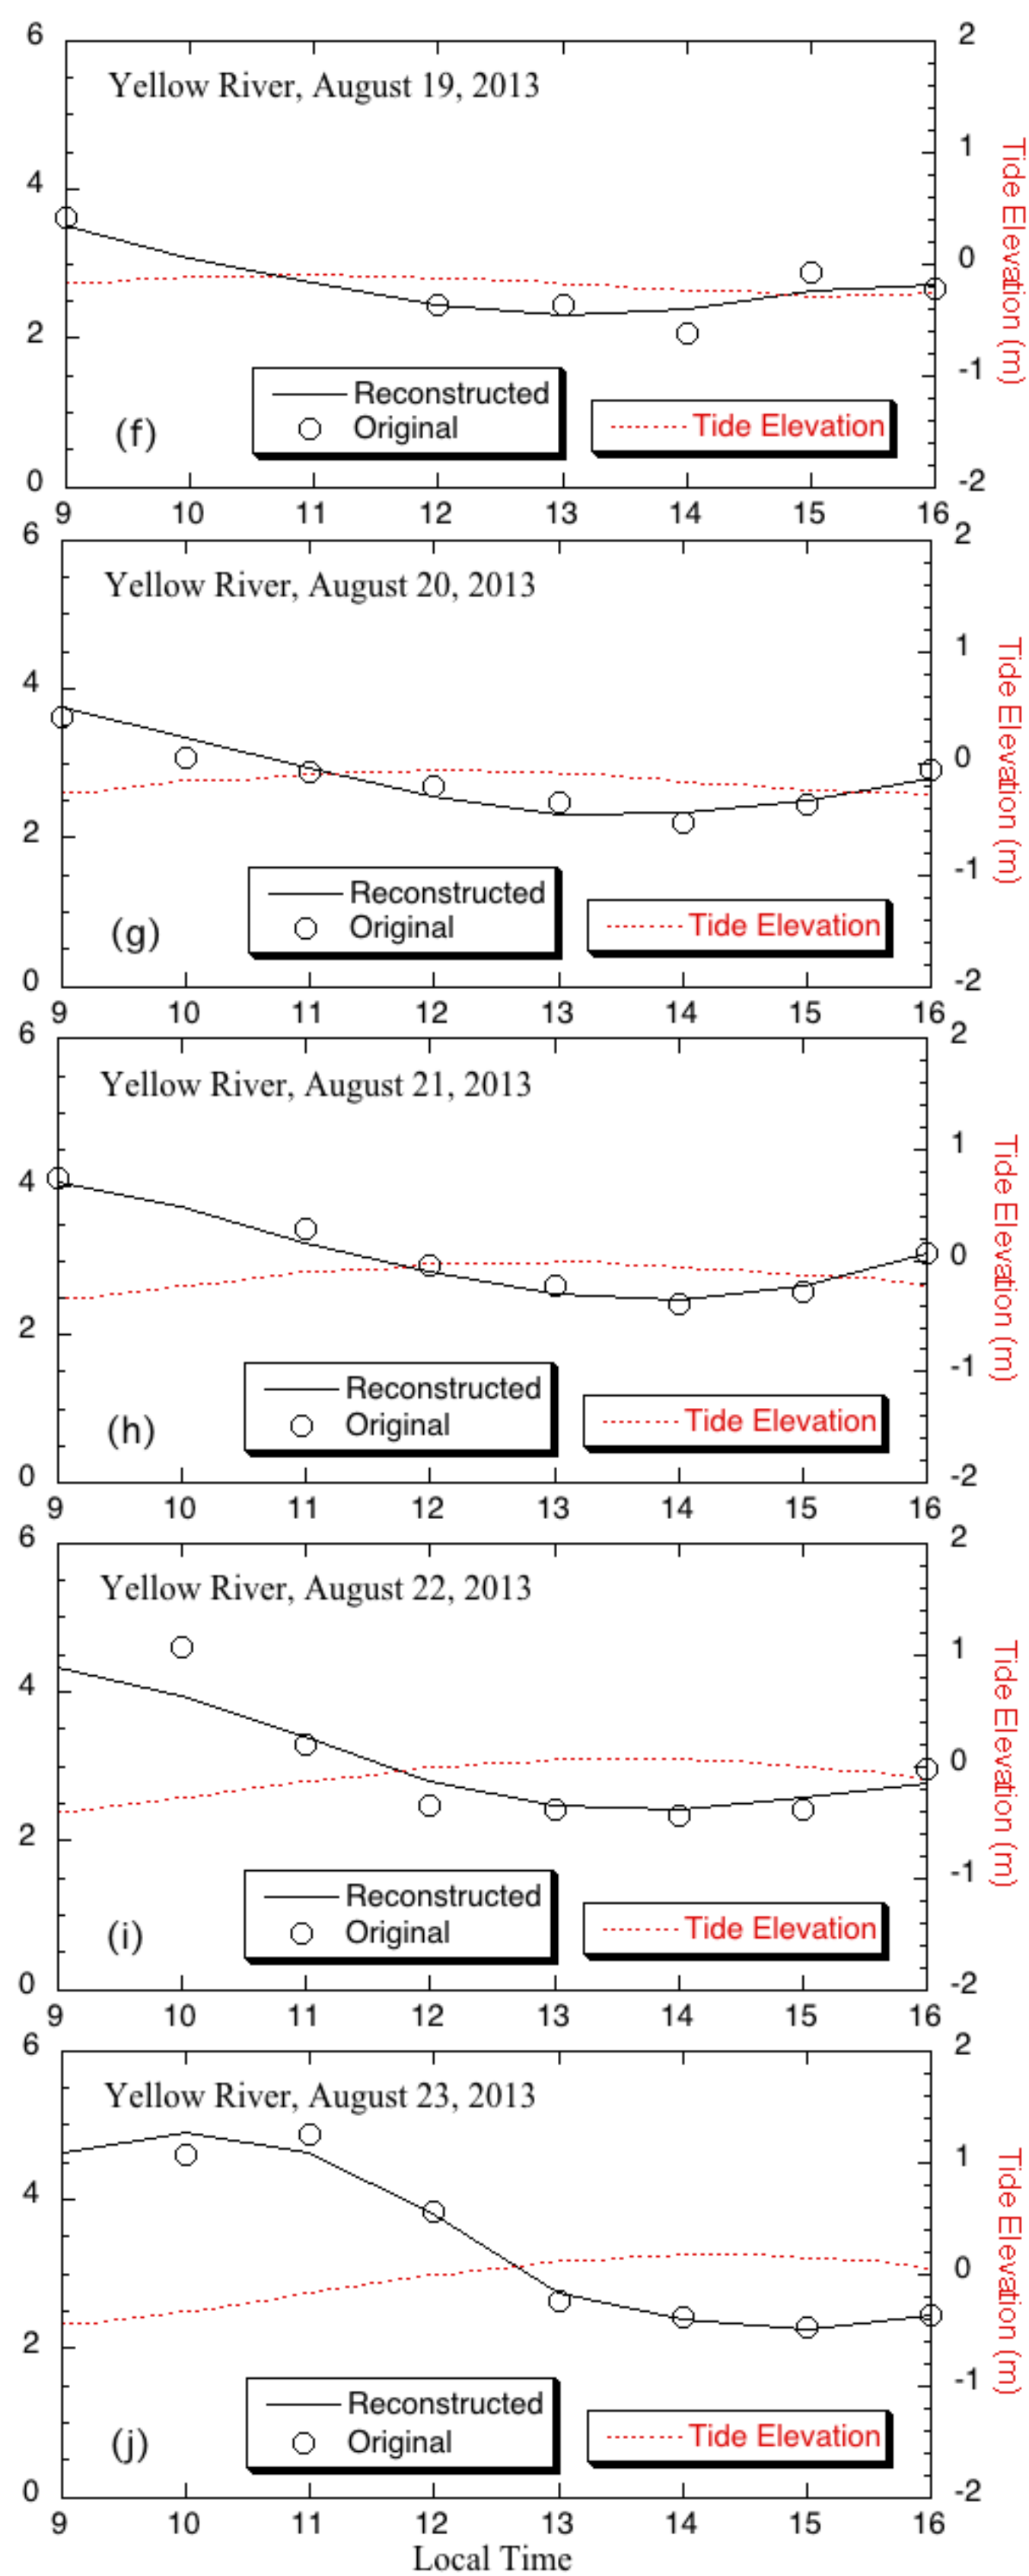 6 2
Yellow River, August 19, 2013
1
4
0
2
-1
Reconstructed
Original
Tide Elevation
(f)
0 -2
9 10 11 12 13 14 15 16
Tide Elevation (m)
6 2
Yellow River, August 20, 2013
1
4
0
2
-1
Reconstructed
Original
Tide Elevation
(g)
0 -2
9 10 11 12 13 14 15 16
Tide Elevation (m)
6 2
Yellow River, August 21, 2013
1
4
0
2
-1
Reconstructed
Original
Tide Elevation
(h)
0 -2
9 10 11 12 13 14 15 16
Tide Elevation (m)
6 2
Yellow River, August 22, 2013
1
4
0
2
-1
Reconstructed
Original
Tide Elevation
(i)
0 -2
9 10 11 12 13 14 15 16
Tide Elevation (m)
6 2
Yellow River, August 23, 2013
1
4
0
2
-1
Reconstructed
Original
Tide Elevation
(j)
0 -2
9 10 11 12 13 14 15 16
Tide Elevation (m)
Local Time